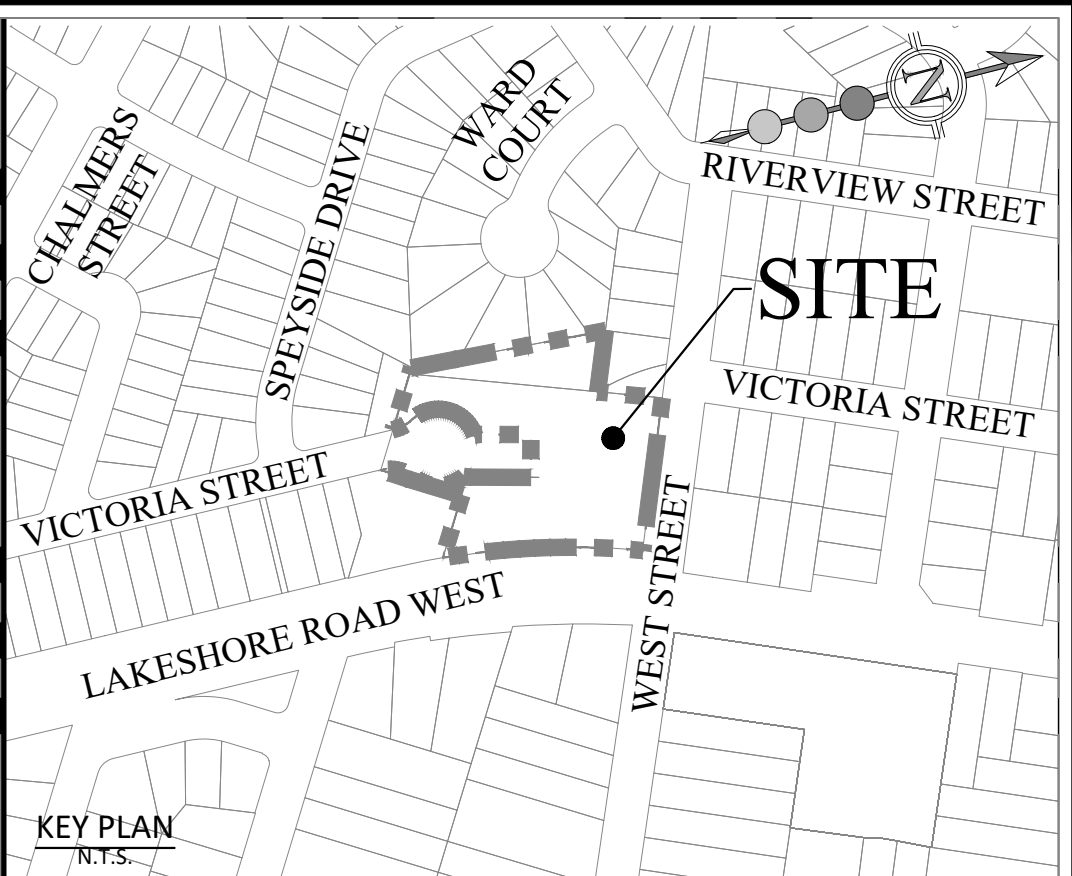 WARD
COURT
N
CHALMERS
STREET
SPEYSIDE DRIVE
RIVERVIEW STREET
SITE
VICTORIA STREET
VICTORIA STREET
LAKESHORE ROAD WEST
WEST STREET
KEY PLAN
N.T.S.